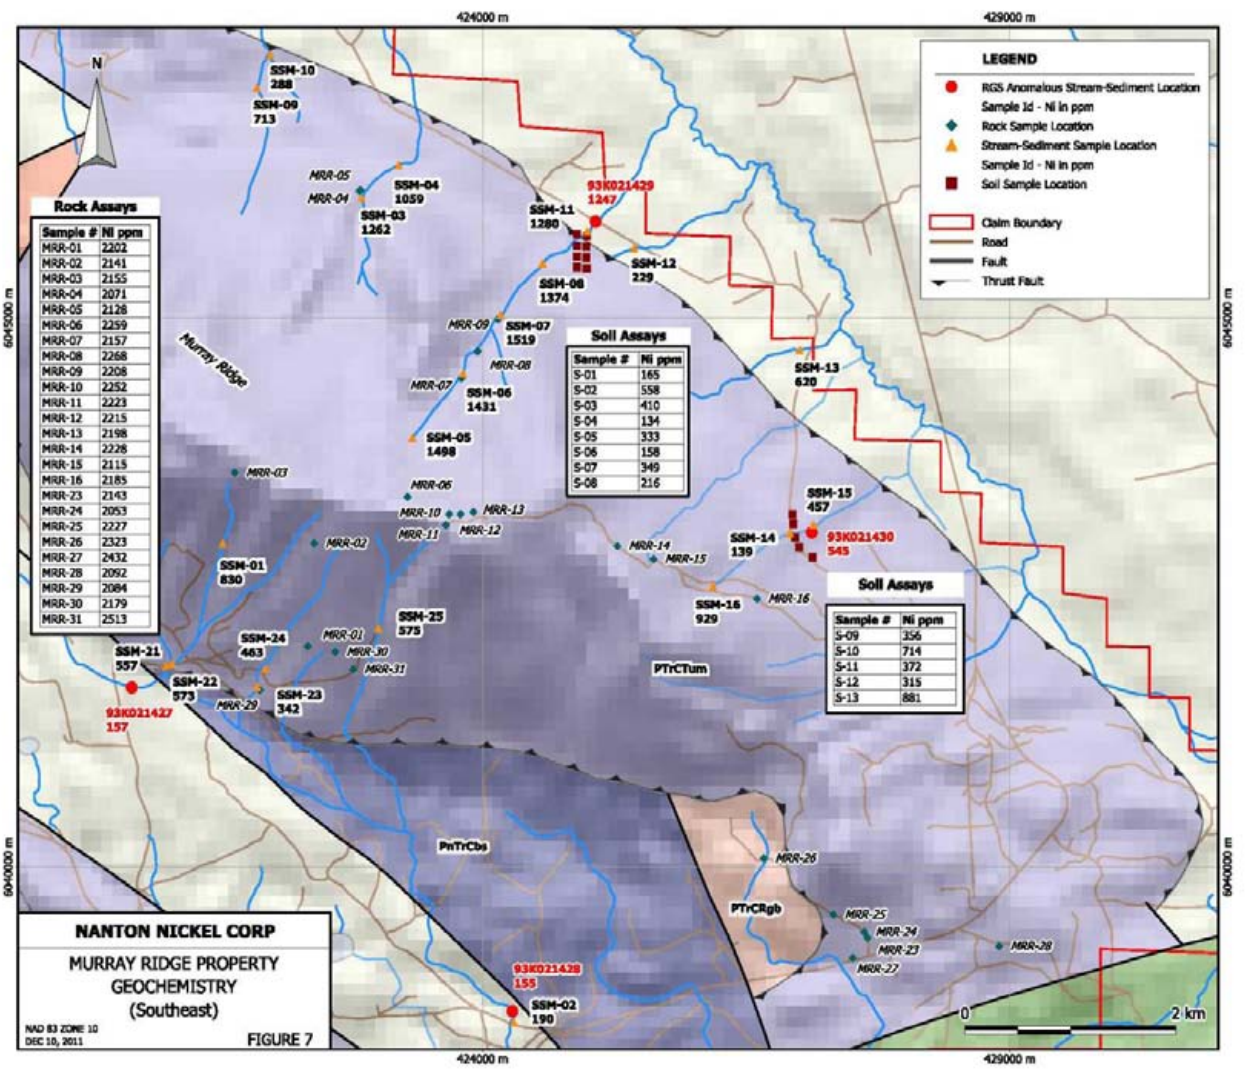 424000 m
429000 m
N
LEGEND
RGS Anomalous Stream-Sediment Location
Sample Id - Ni in ppm
Rock Sample Location
Stream-Sediment Sample Location
Sample Id - Ni in ppm
Soil Sample Location
Claim Boundary
Road
Fault
Thrust Fault
SSM-10
288
SSM-09
713
MRR-05
MRR-04
SSM-04
1059
SSM-03
1262
93K021429
1247
SSM-11
1280
SSM-12
229
SSM-08
1374
Rock Assays
Sample # Ni ppm
MRR-01 2202
MRR-02 2141
MRR-03 2155
MRR-04 2071
MRR-05 2128
MRR-06 2259
MRR-07 2157
MRR-08 2268
MRR-09 2208
MRR-10 2252
MRR-11 2223
MRR-12 2215
MRR-13 2198
MRR-14 2228
MRR-15 2115
MRR-16 2185
MRR-23 2143
MRR-24 2053
MRR-25 2227
MRR-26 2323
MRR-27 2432
MRR-28 2092
MRR-29 2084
MRR-30 2179
MRR-31 2513
6045000 m
6045000 m
Murray Ridge
MRR-09
SSM-07
1519
MRR-08
MRR-07
SSM-06
1431
SSM-05
1498
Soil Assays
Sample # Ni ppm
S-01 165
S-02 558
S-03 410
S-04 134
S-05 333
S-06 158
S-07 349
S-08 216
SSM-13
620
MRR-03
MRR-06
MRR-10
MRR-13
MRR-11
MRR-12
MRR-02
MRR-14
MRR-15
SSM-15
457
SSM-14
139
93K021430
545
SSM-01
830
SSM-16
929
MRR-16
Soil Assays
Sample # Ni ppm
S-09 356
S-10 714
S-11 372
S-12 315
S-13 881
SSM-25
575
SSM-24
463
MRR-01
MRR-30
MRR-31
SSM-21
557
SSM-22
573
MRR-29
SSM-23
342
93K021427
157
PTrCTum
PnTrCbs
MRR-26
PTrCRgb
MRR-25
MRR-24
MRR-23
MRR-27
MRR-28
6040000 m
6040000 m
93K021428
155
SSM-02
190
NANTON NICKEL CORP
MURRAY RIDGE PROPERTY
GEOCHEMISTRY
(Southeast)
NAD 83 ZONE 10
DEC 10, 2011
FIGURE 7
0 2 km
424000 m
429000 m